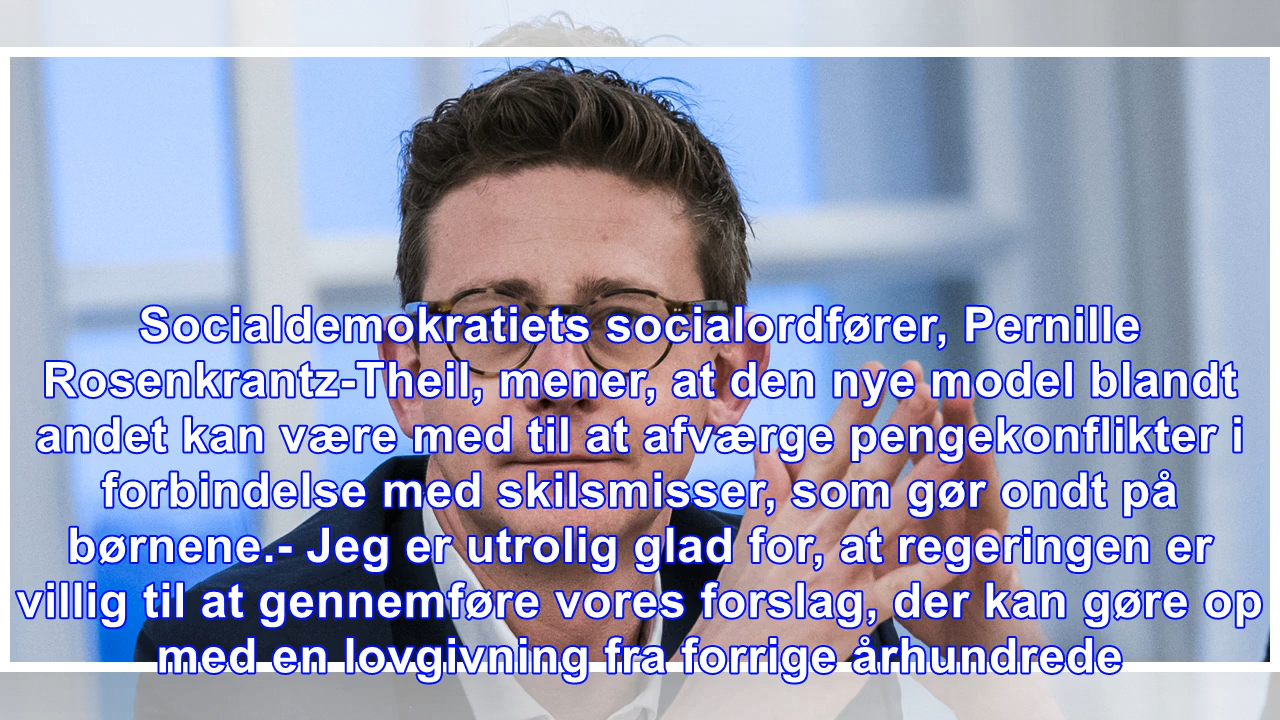 Socialdemokratiets socialordfører, Pernille
Rosenkrantz-Theil, mener, at den nye model blandt
andet kan være med til at afværge pengekonflikter i
forbindelse med skilsmisser, som gør ondt på
børnene.- Jeg er utrolig glad for, at regeringen er
villig til at gennemføre vores forslag, der kan gøre op
med en lovgivning fra forrige århundrede